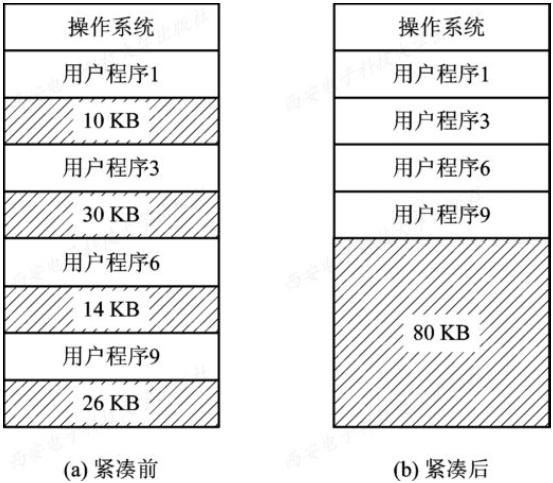 操作系统
用户程序1
10 KB
用户程序3
30 KB
用户程序6
14 KB
用户程序9
26 KB
(a) 紧凑前
操作系统
用户程序1
用户程序3
用户程序6
用户程序9
80 KB
(b) 紧凑后